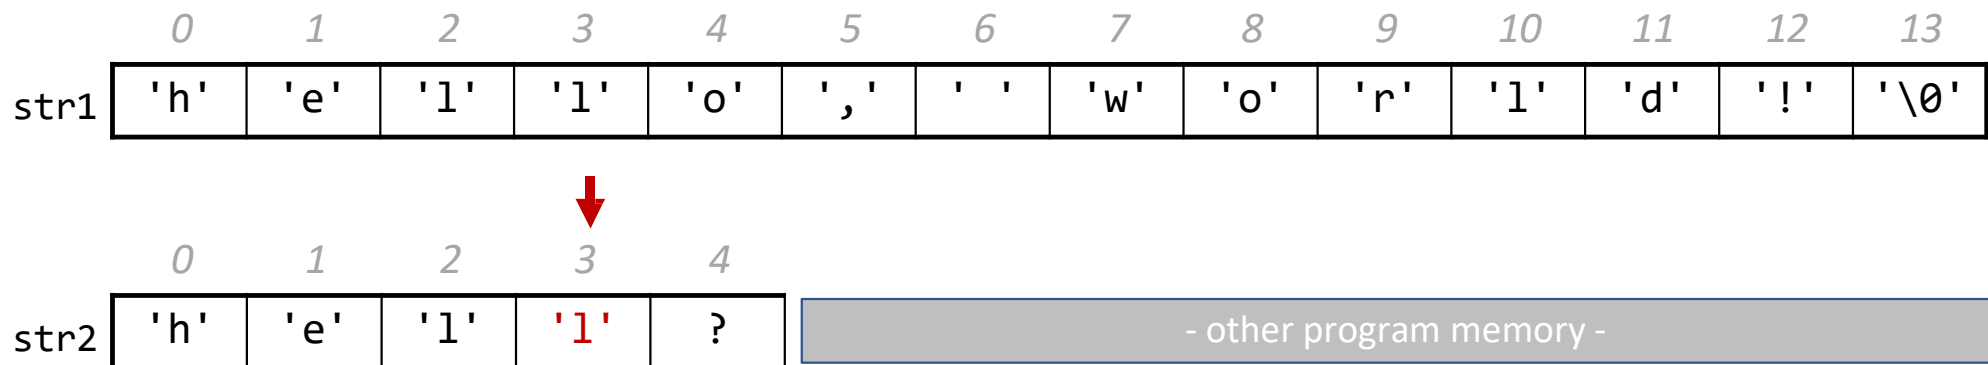 0 1 2 3 4 5 6 7 8 9 10 11 12 13
str1 'h' 'e' 'l' 'l' 'o' ',' ' ' 'w' 'o' 'r' 'l' 'd' '!' '\0'
0 1 2 3 4
str2 'h' 'e' 'l' 'l' ? - other program memory -